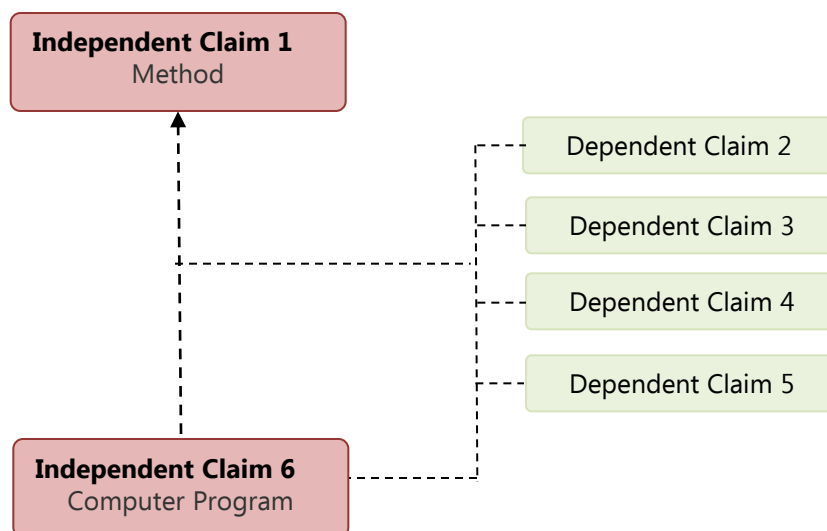 Independent Claim 1
Method
Dependent Claim 2
Dependent Claim 3
Dependent Claim 4
Dependent Claim 5
Independent Claim 6
Computer Program